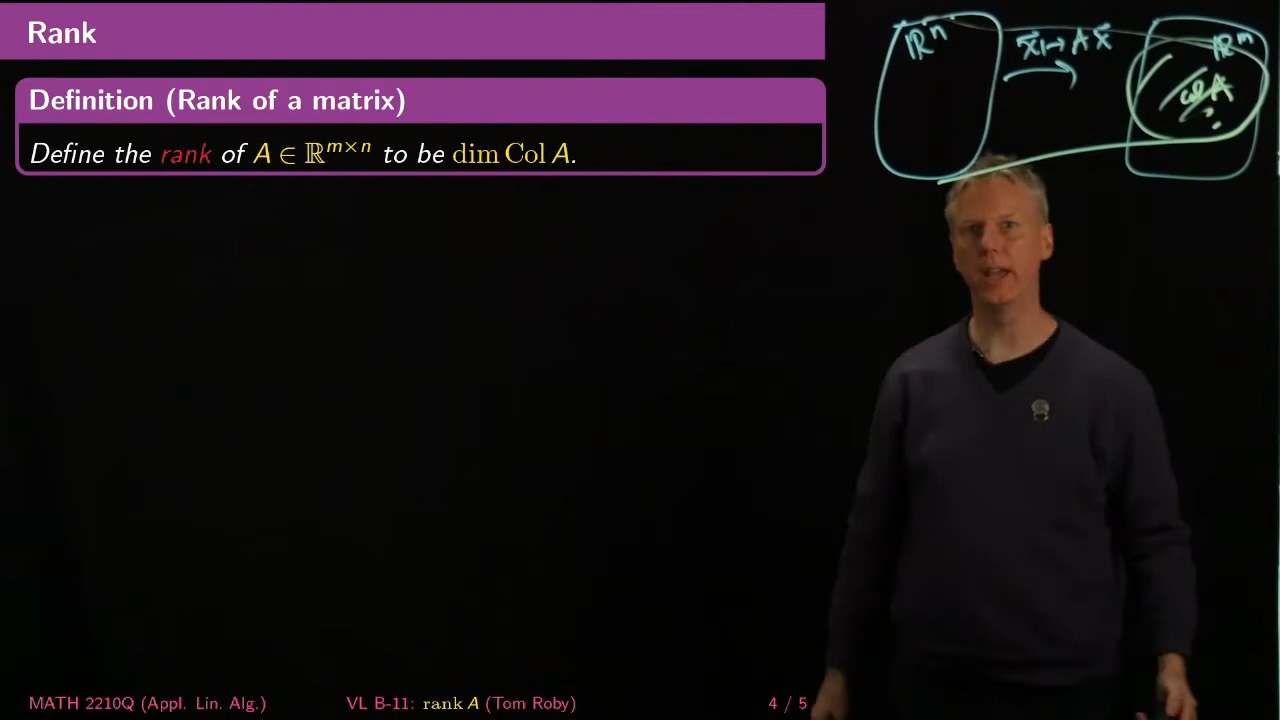 Rank
Definition (Rank of a matrix)
Define the rank of A ∈ ℝ^{m×n} to be dim Col A.
ℝⁿ
x⃗ ↦ A x⃗
ℝᵐ
Col A
?
MATH 2210Q (Appl. Lin. Alg.) VL B-11: rank A (Tom Roby) 4 / 5